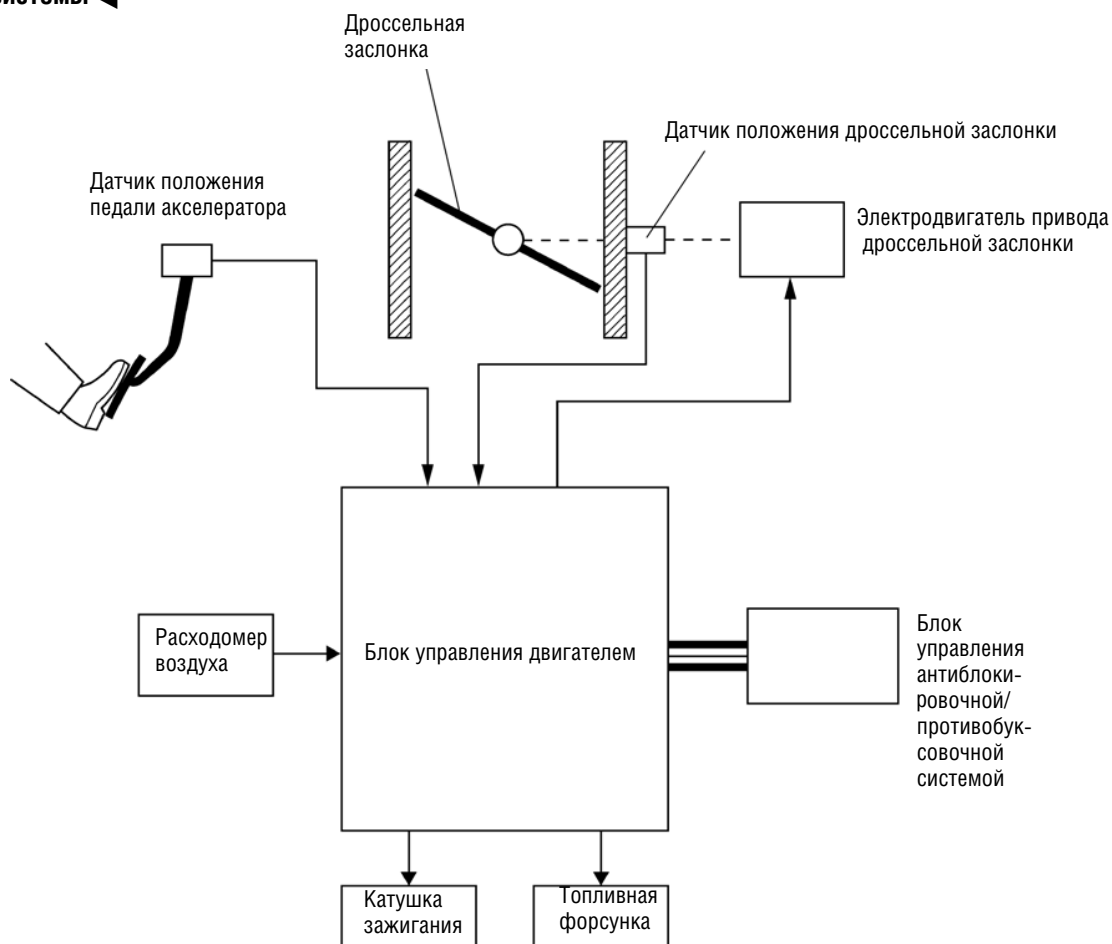 Дроссельная
заслонка
Датчик положения дроссельной заслонки
Датчик положения
педали акселератора
Электродвигатель привода
дроссельной заслонки
Расходомер
воздуха
Блок управления двигателем
Блок
управления
антиблоки-
ровочной/
противобук-
совочной
системой
Катушка
зажигания
Топливная
форсунка